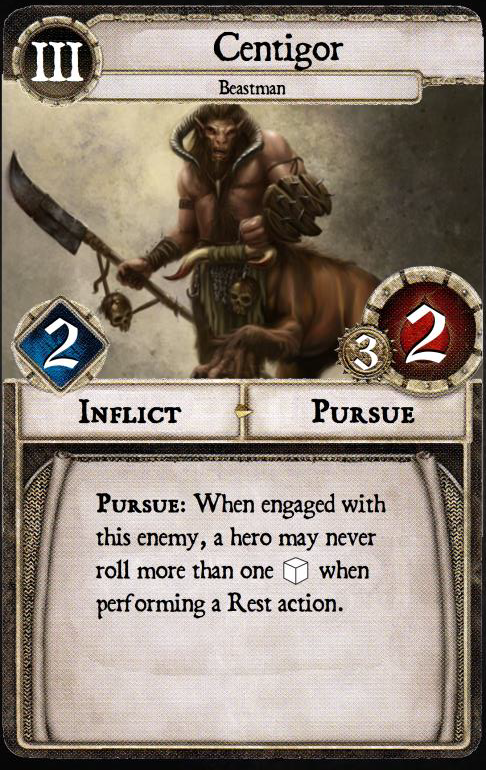 III
Centigor
Beastman
2
3
2
INFLICT
PURSUE
PURSUE: When engaged with
this enemy, a hero may never
roll more than one when
performing a Rest action.